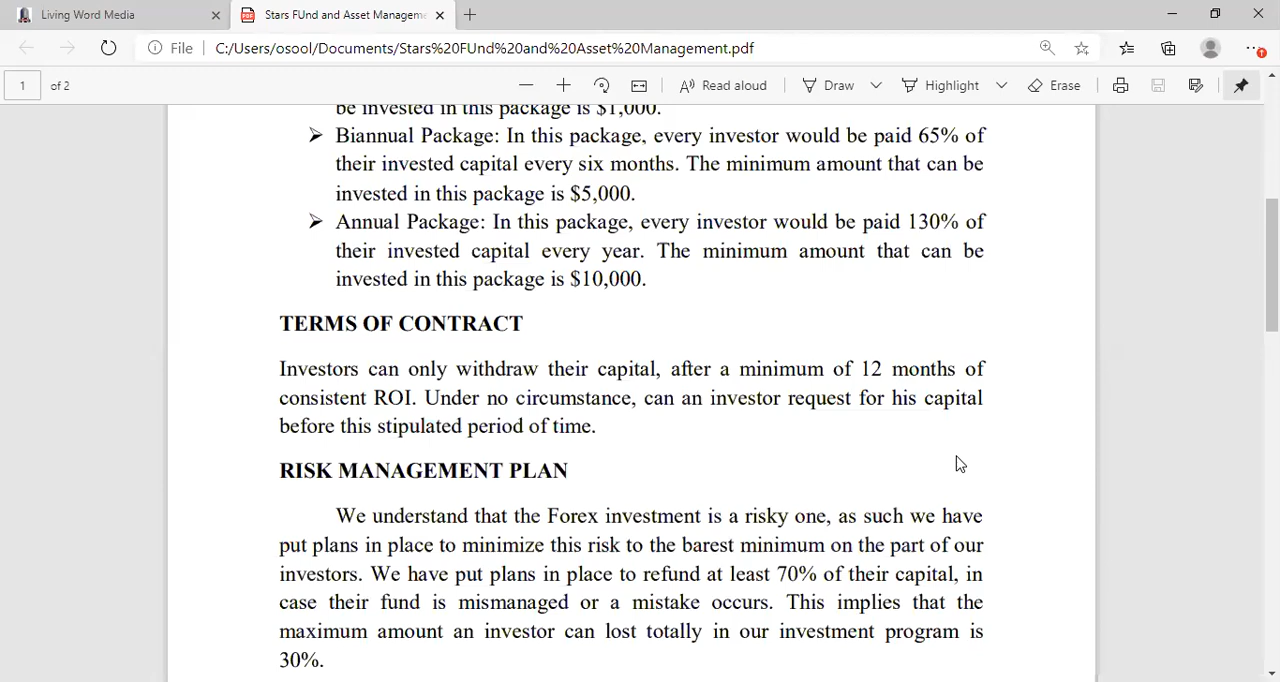 Living Word Media
Stars FUnd and Asset Manageme
File
C:/Users/osool/Documents/Stars%20FUnd%20and%20Asset%20Management.pdf
1 of 2
Read aloud
Draw
Highlight
Erase
be invested in this package is $1,000.
➢ Biannual Package: In this package, every investor would be paid 65% of
their invested capital every six months. The minimum amount that can be
invested in this package is $5,000.
➢ Annual Package: In this package, every investor would be paid 130% of
their invested capital every year. The minimum amount that can be
invested in this package is $10,000.
TERMS OF CONTRACT
Investors can only withdraw their capital, after a minimum of 12 months of
consistent ROI. Under no circumstance, can an investor request for his capital
before this stipulated period of time.
RISK MANAGEMENT PLAN
We understand that the Forex investment is a risky one, as such we have
put plans in place to minimize this risk to the barest minimum on the part of our
investors. We have put plans in place to refund at least 70% of their capital, in
case their fund is mismanaged or a mistake occurs. This implies that the
maximum amount an investor can lost totally in our investment program is
30%.